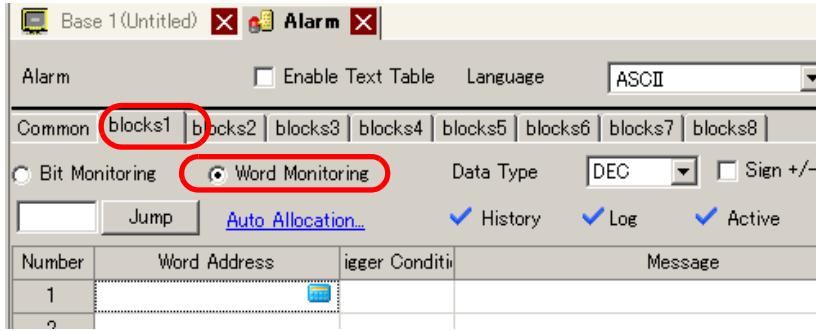 Base 1(Untitled) Alarm
Alarm Enable Text Table Language ASCII
Common blocks1 blocks2 blocks3 blocks4 blocks5 blocks6 blocks7 blocks8
Bit Monitoring Word Monitoring Data Type DEC Sign +/-
Jump Auto Allocation... History Log Active
Number Word Address igger Conditi Message
1
2